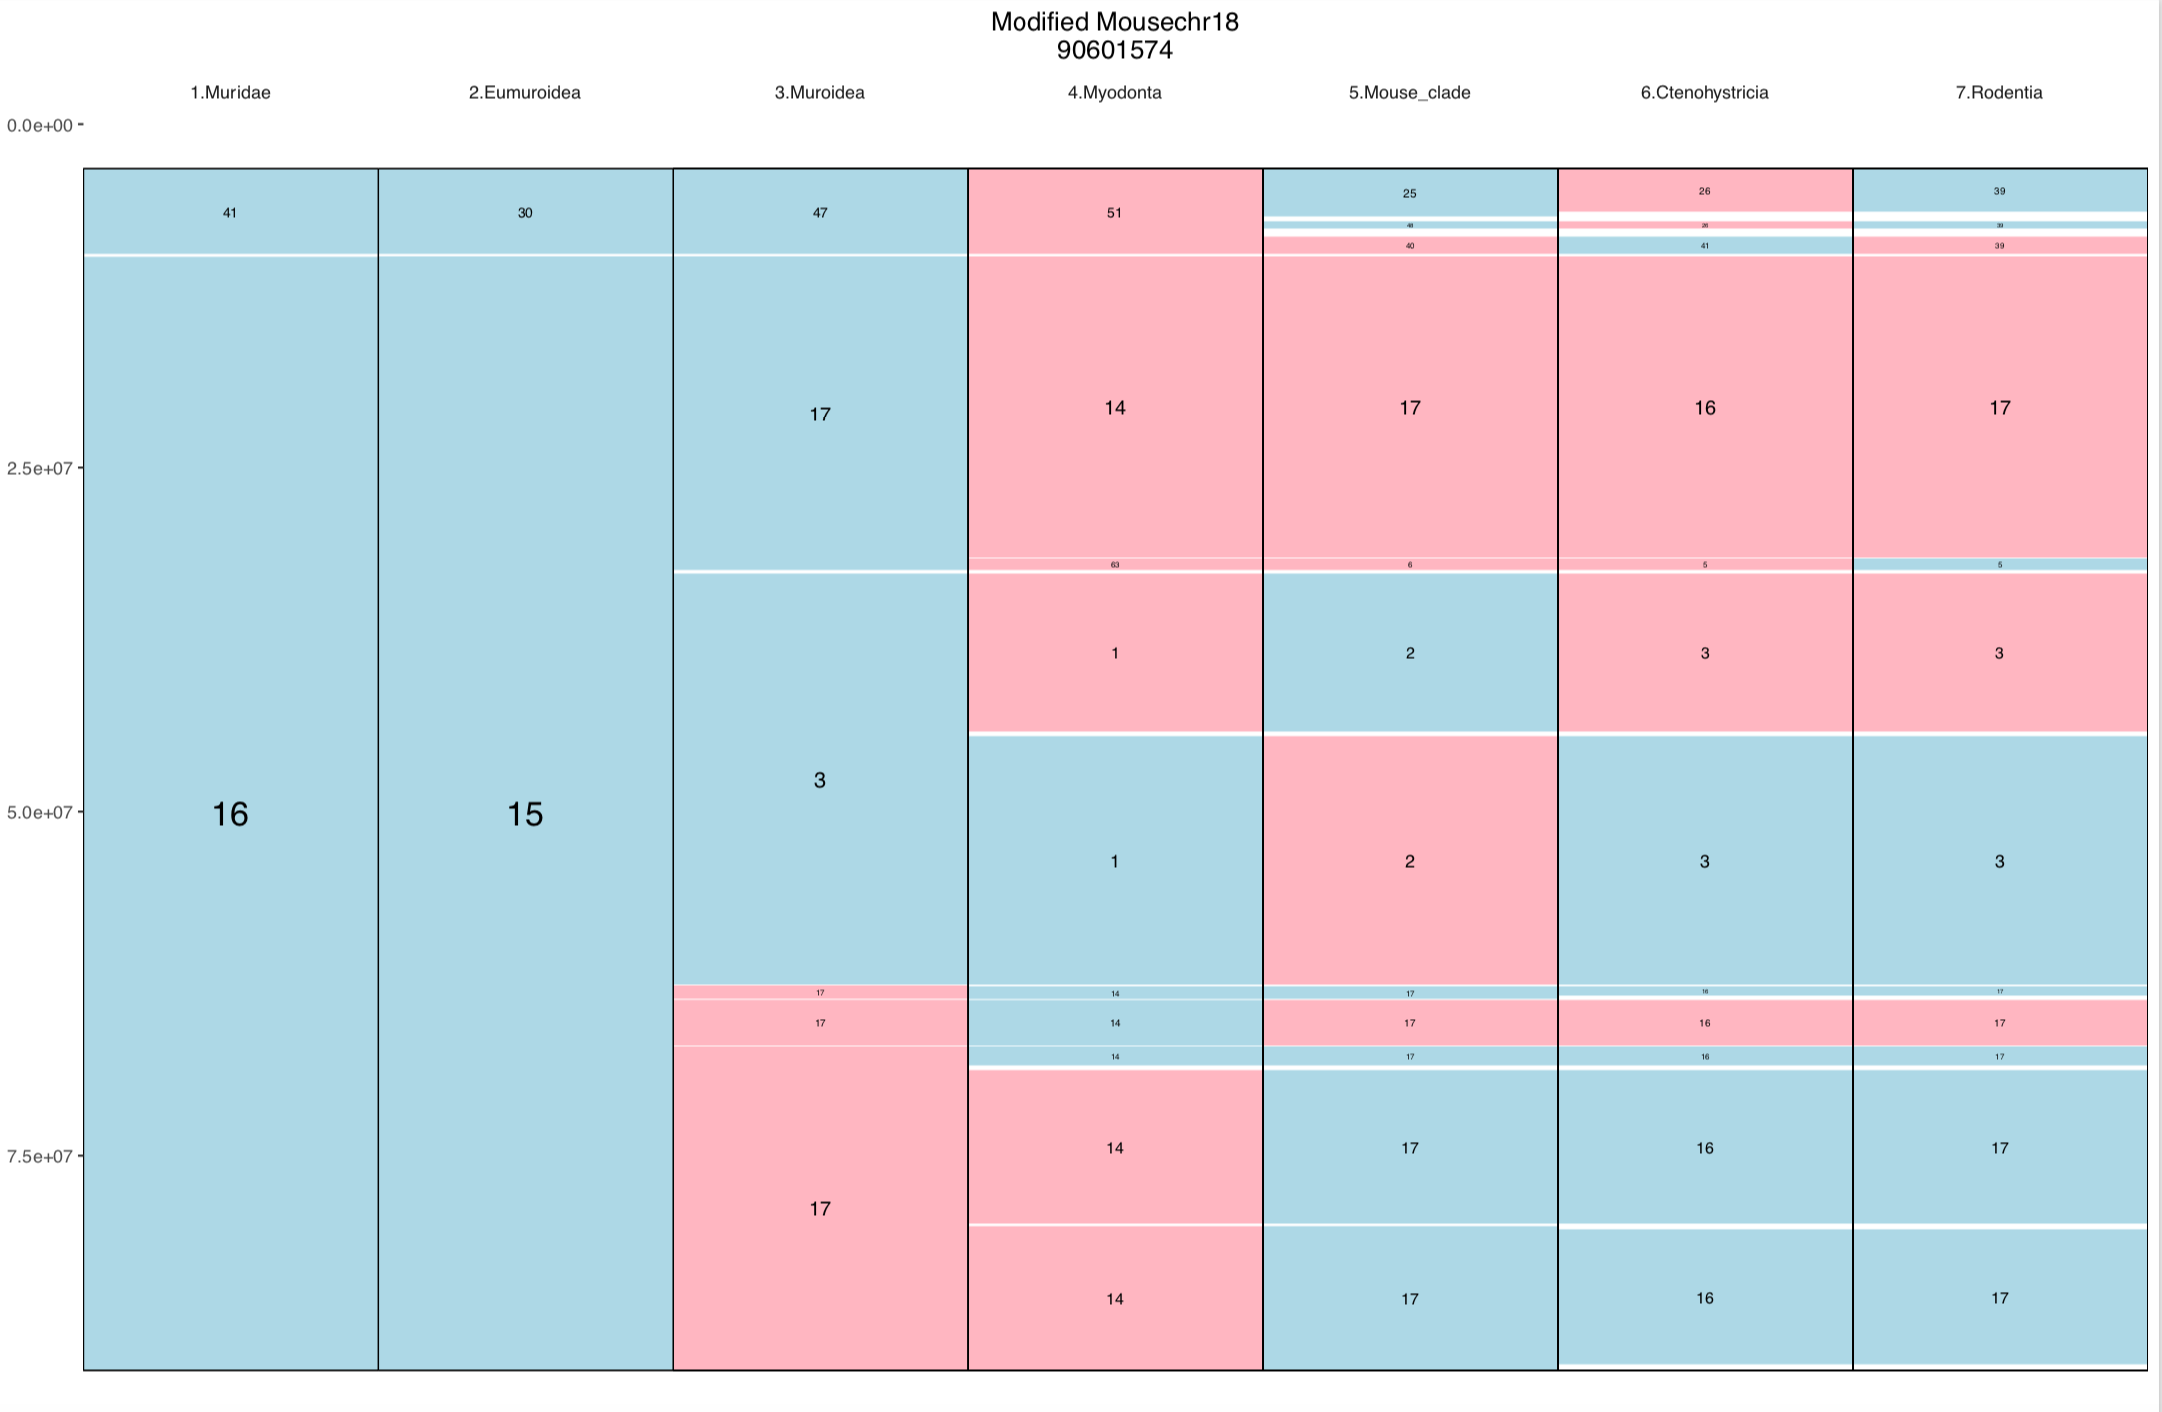 Modified Mousechr18
90601574
1.Muridae 2.Eumuroidea 3.Muroidea 4.Myodonta 5.Mouse_clade 6.Ctenohystricia 7.Rodentia
0.0e+00
26 39
25
41 30 47 51
39
40 41 39
14 17 16 17
17
2.5e+07
63 6 5 5
1 2 3 3
3
5.0e+07
16 15
1 2 3 3
17 14 17 16 17
17 14 17 16 17
14 17 16 17
14 17 16 17
7.5e+07
17
14 17 16 17